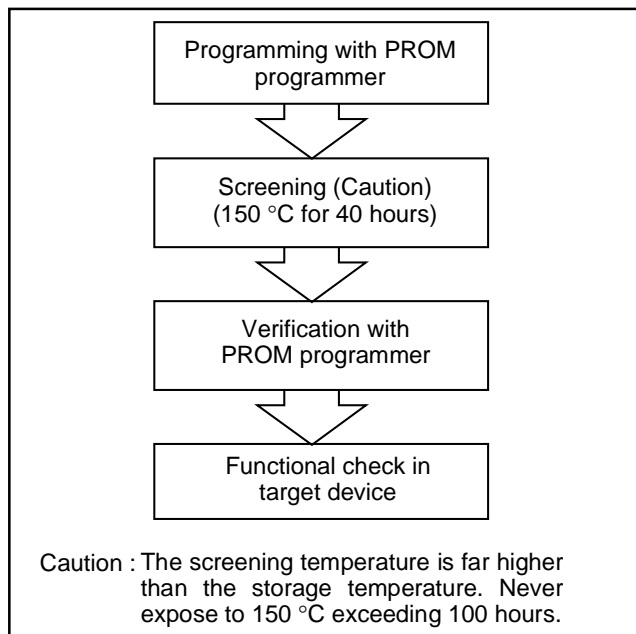 Programming with PROM
programmer
Screening (Caution)
(150 °C for 40 hours)
Verification with
PROM programmer
Functional check in
target device
Caution : The screening temperature is far higher
than the storage temperature. Never
expose to 150 °C exceeding 100 hours.